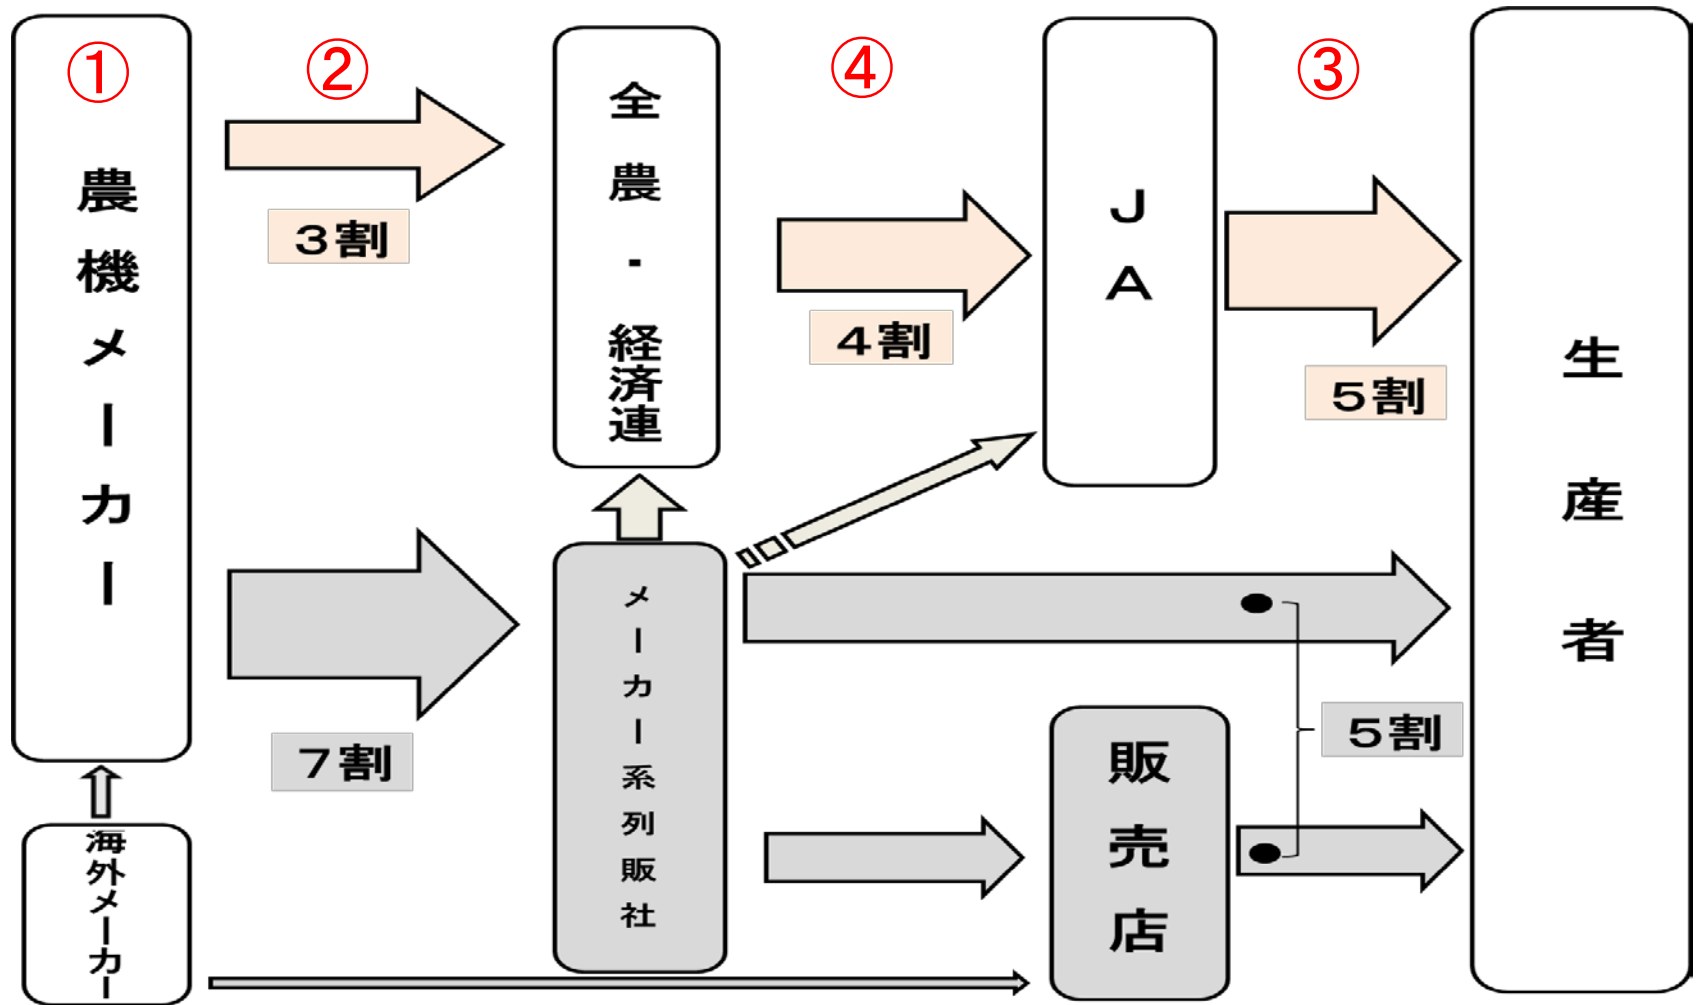 ①
②
④
③
農機メーカー
3割
全農・経済連
4割
JA
5割
生産者
7割
メーカー系列販社
5割
販売店
海外メーカー